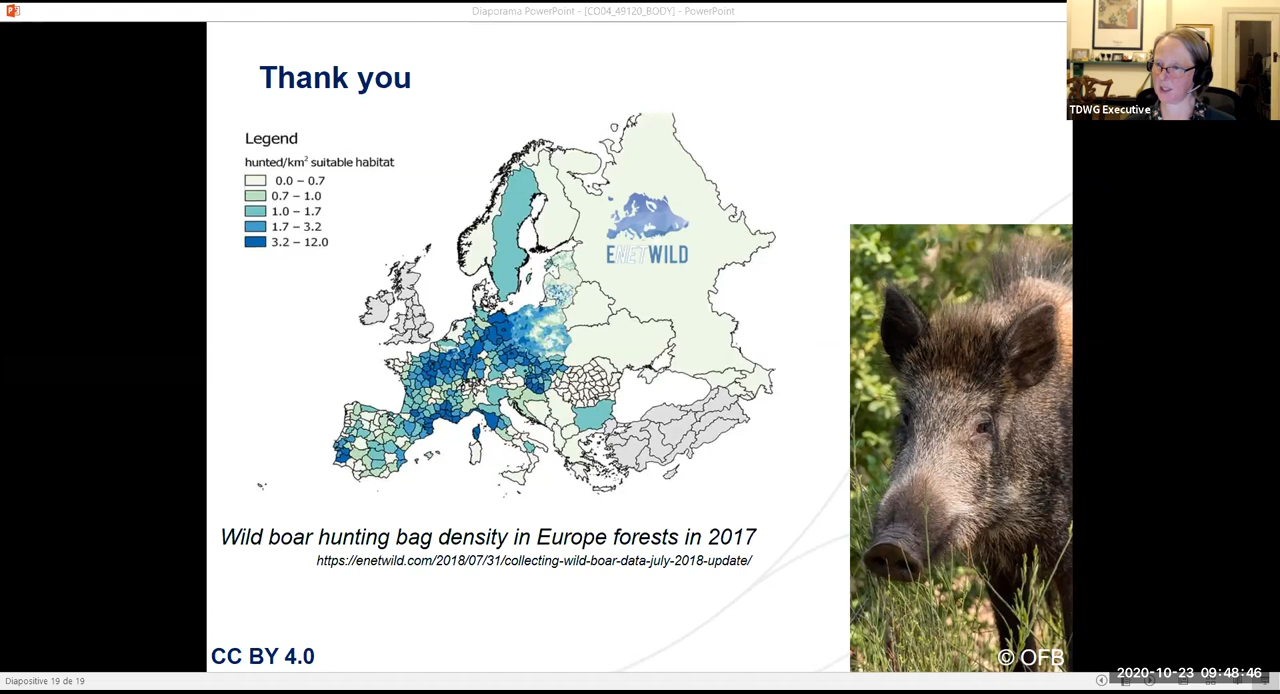 Diaporama PowerPoint - [CO04_49120_BODY] - PowerPoint
TDWG Executive
Thank you
Legend
hunted/km² suitable habitat
0.0 – 0.7
0.7 – 1.0
1.0 – 1.7
1.7 – 3.2
3.2 – 12.0
ENETWILD
Wild boar hunting bag density in Europe forests in 2017
https://enetwild.com/2018/07/31/collecting-wild-boar-data-july-2018-update/
CC BY 4.0
© OFB
Diapositive 19 de 19
2020-10-23 09:48:46